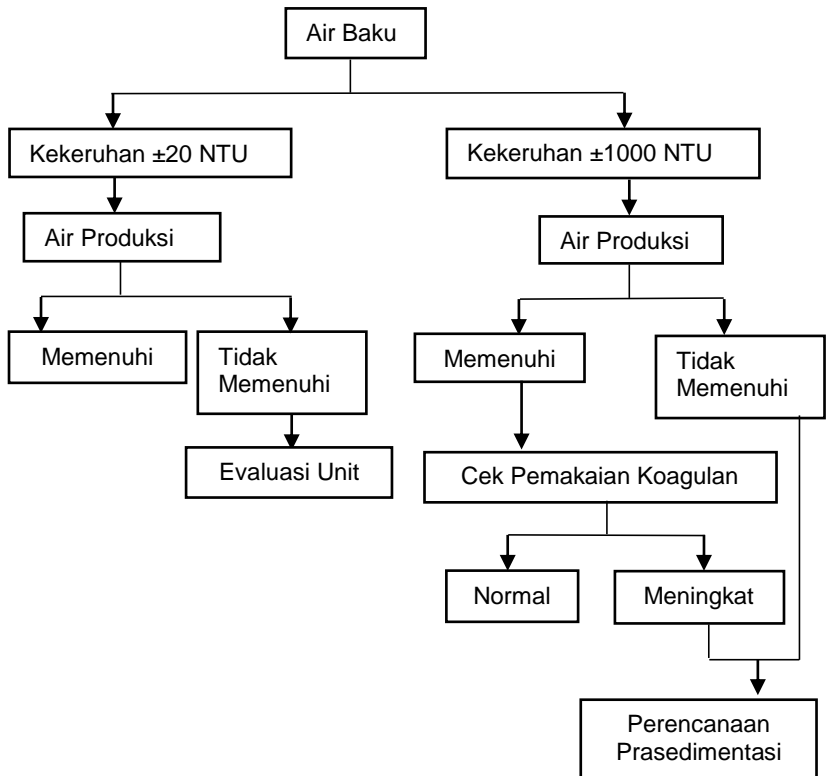 Air Baku
Kekeruhan ±20 NTU
Kekeruhan ±1000 NTU
Air Produksi
Air Produksi
Memenuhi
Tidak
Memenuhi
Memenuhi
Tidak
Memenuhi
Evaluasi Unit
Cek Pemakaian Koagulan
Normal
Meningkat
Perencanaan
Prasedimentasi